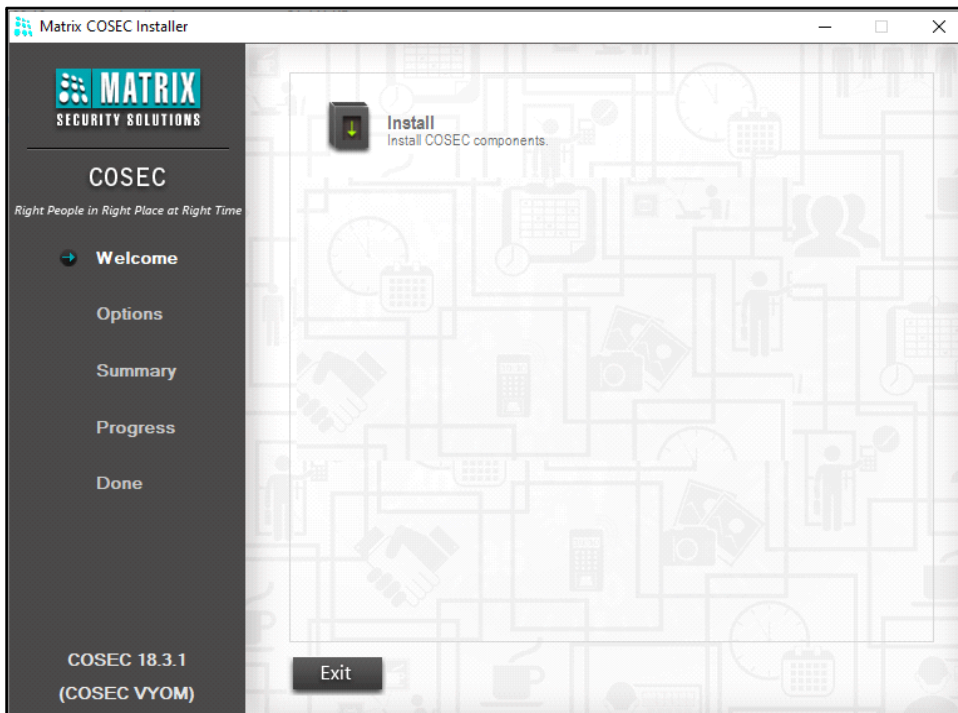 Matrix COSEC Installer
MATRIX
SECURITY SOLUTIONS
COSEC
Right People in Right Place at Right Time
Welcome
Options
Summary
Progress
Done
COSEC 18.3.1
(COSEC VYOM)
Install
Install COSEC components.
Exit